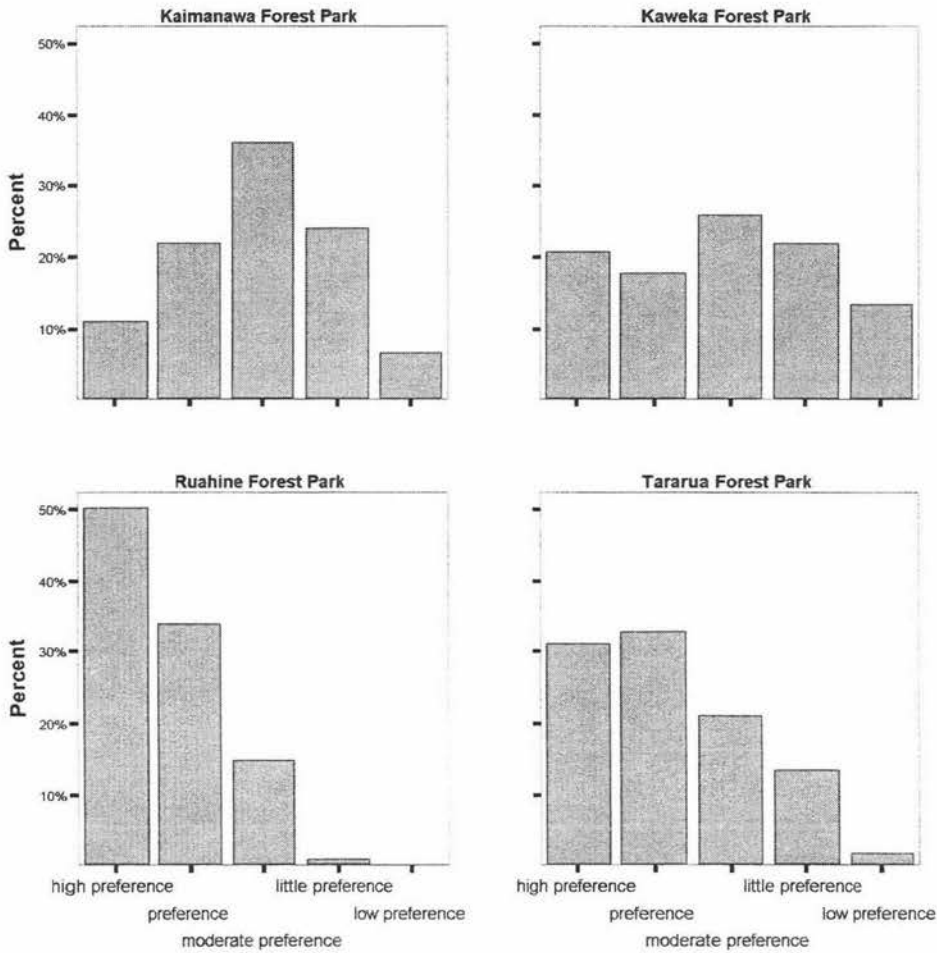 Kaimanawa Forest Park
Kaweka Forest Park
50%
40%
30%
20%
10%
Percent
Ruahine Forest Park
Tararua Forest Park
50%
40%
30%
20%
10%
Percent
high preference
little preference
preference
low preference
moderate preference
high preference
little preference
preference
low preference
moderate preference